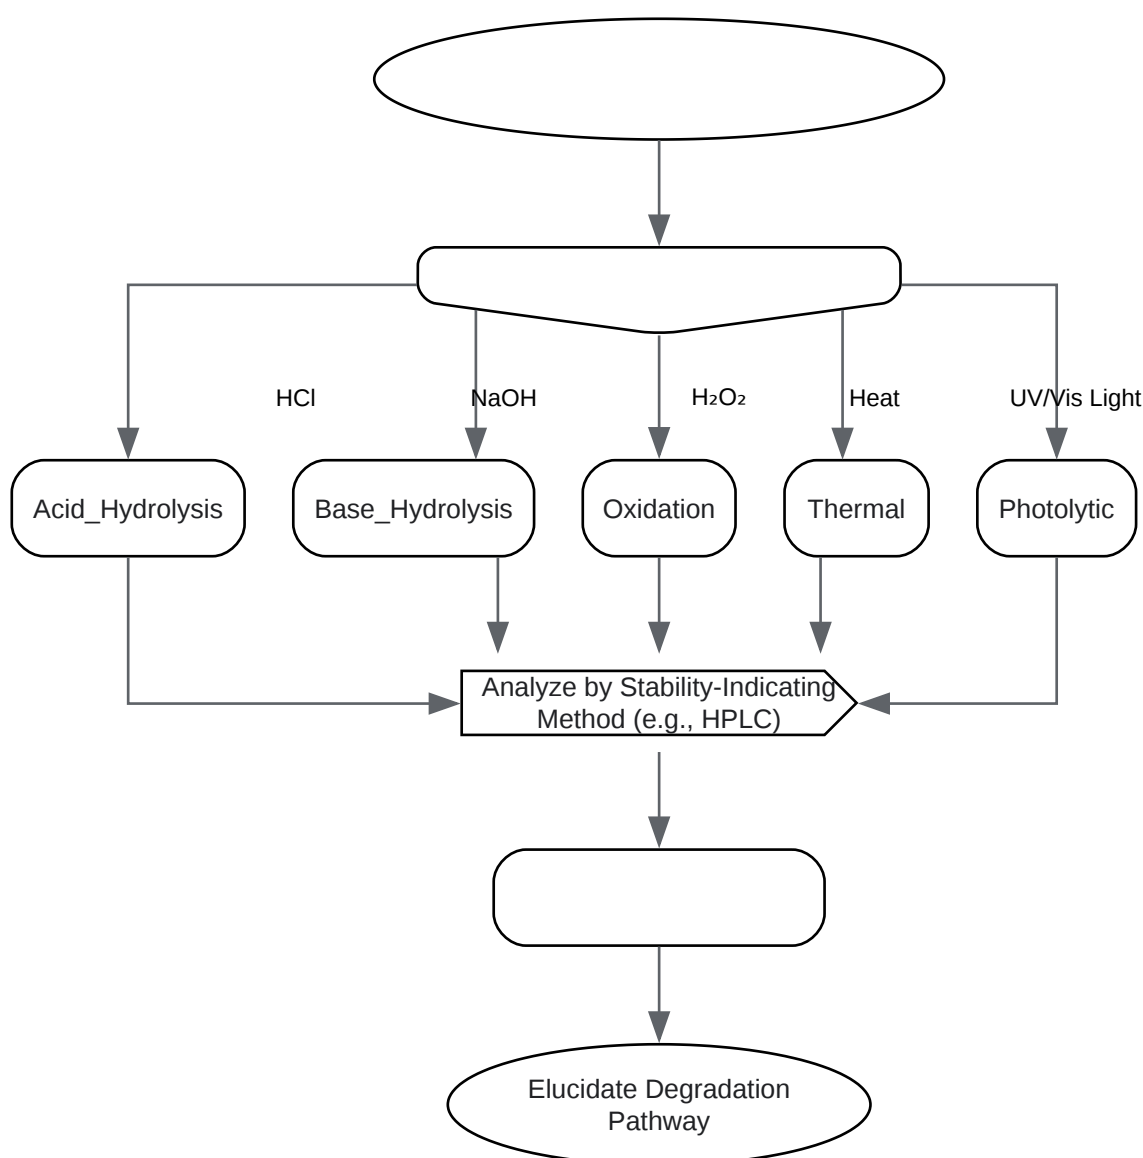 HCl
NaOH
H₂O₂
Heat
UV/Vis Light
Acid_Hydrolysis
Base_Hydrolysis
Oxidation
Thermal
Photolytic
Analyze by Stability-Indicating
Method (e.g., HPLC)
Elucidate Degradation
Pathway